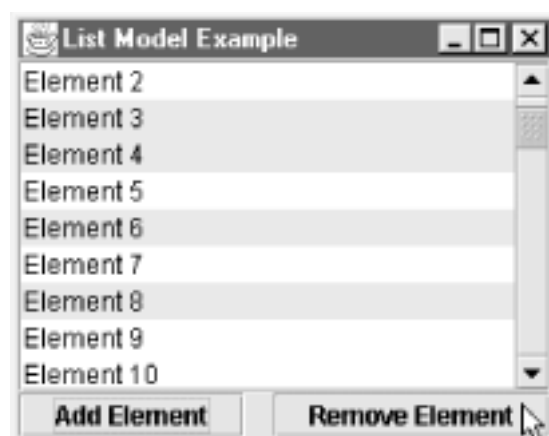 List Model Example
Element 2
Element 3
Element 4
Element 5
Element 6
Element 7
Element 8
Element 9
Element 10
Add Element
Remove Element